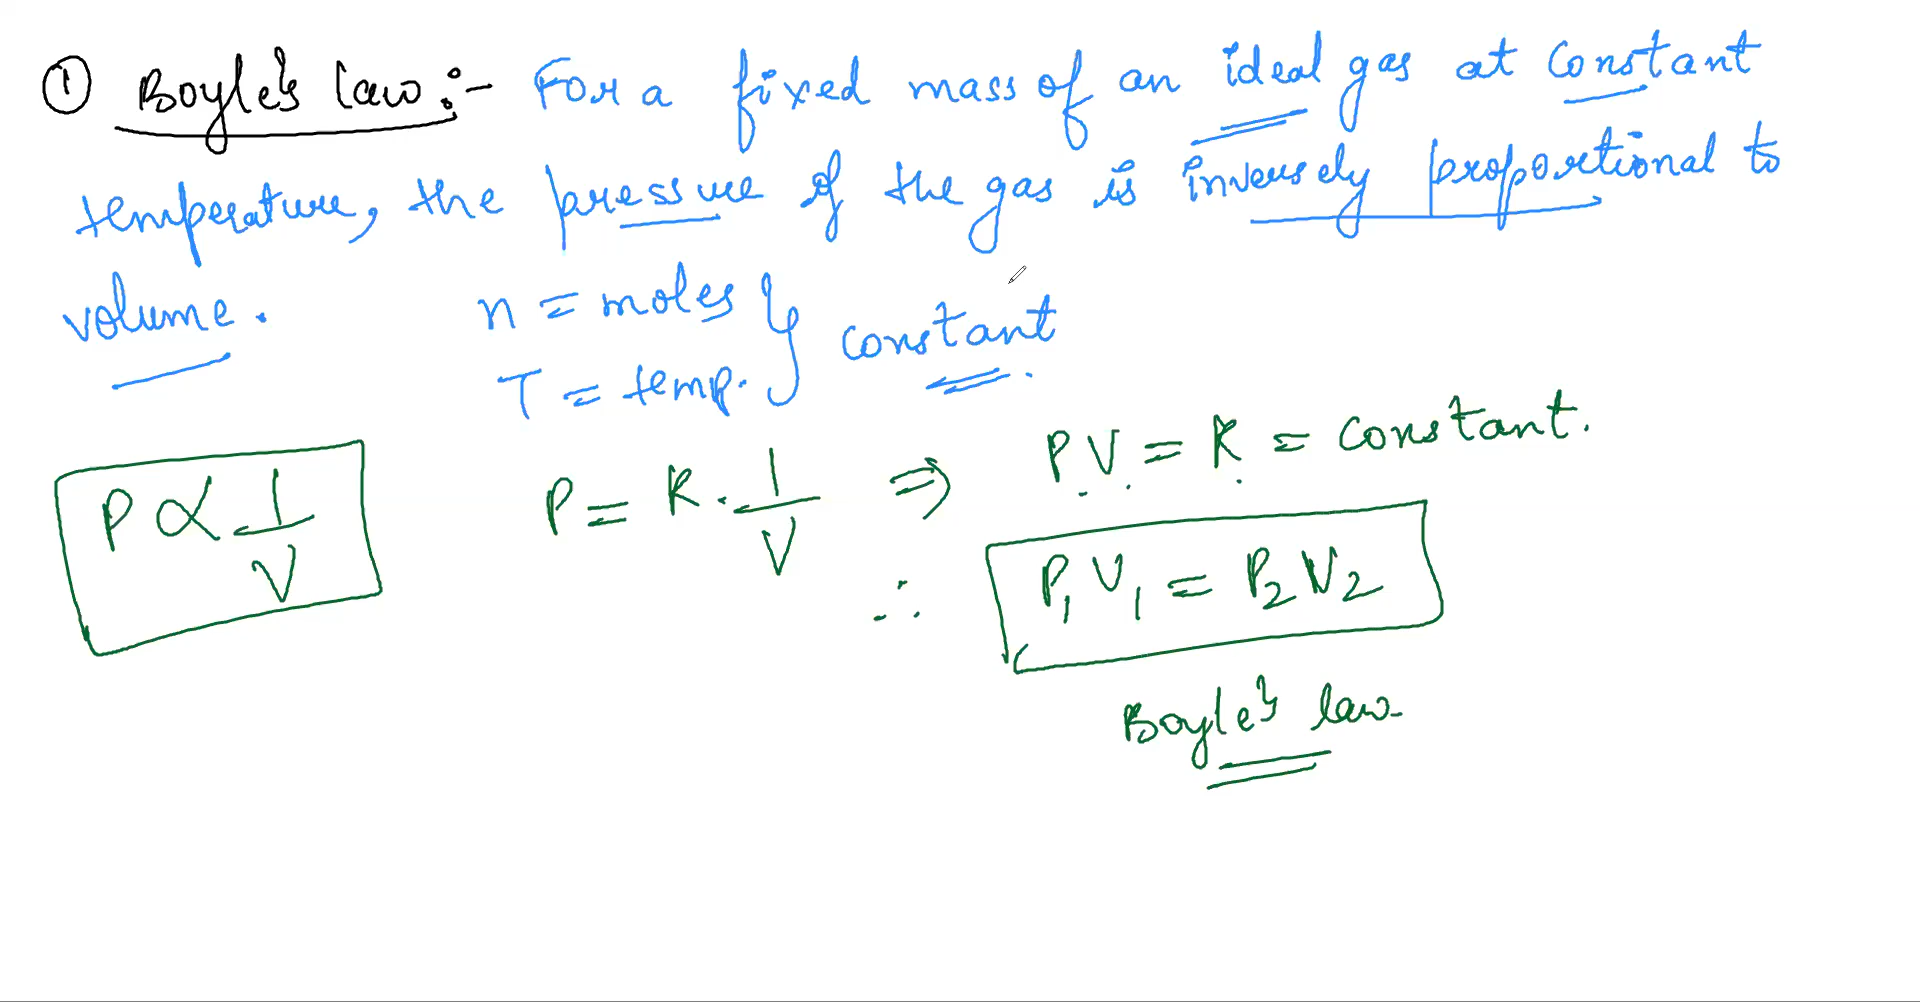 ① Boyle's law :- For a fixed mass of an ideal gas at constant
temperature, the pressure of the gas is inversely proportional to
volume.
n = moles } constant
T = temp.
P ∝ 1/V
P = K · 1/V ⇒ PV = K = constant.
∴ P₁V₁ = P₂V₂
Boyle's law